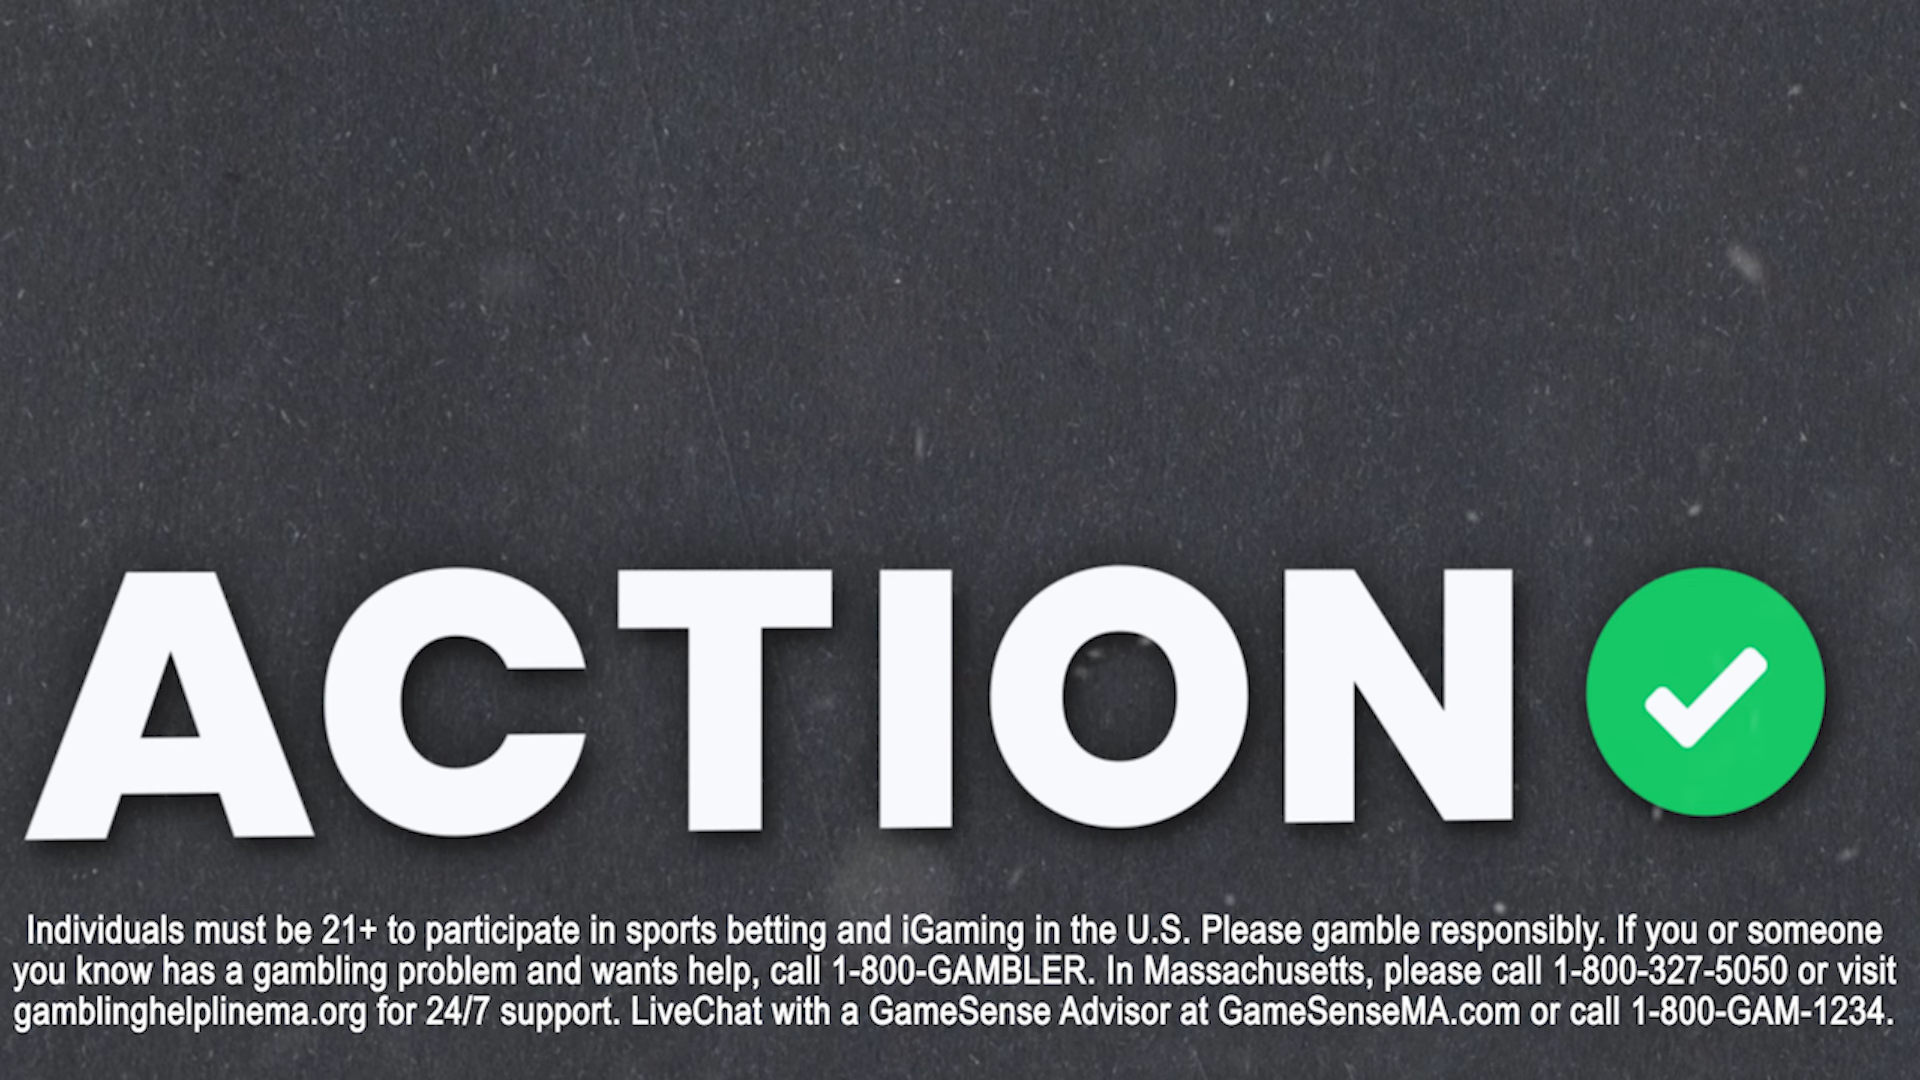 ACTION
Individuals must be 21+ to participate in sports betting and iGaming in the U.S. Please gamble responsibly. If you or someone
you know has a gambling problem and wants help, call 1-800-GAMBLER. In Massachusetts, please call 1-800-327-5050 or visit
gamblinghelplinema.org for 24/7 support. LiveChat with a GameSense Advisor at GameSenseMA.com or call 1-800-GAM-1234.